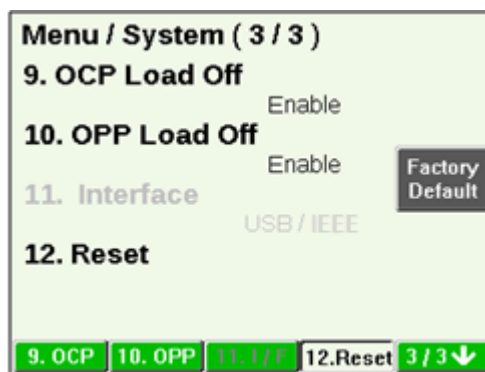 Menu / System ( 3 / 3 )
9. OCP Load Off
Enable
10. OPP Load Off
Enable
Factory
Default
11. Interface
USB / IEEE
12. Reset
9. OCP 10. OPP 11. I / F 12.Reset 3 / 3